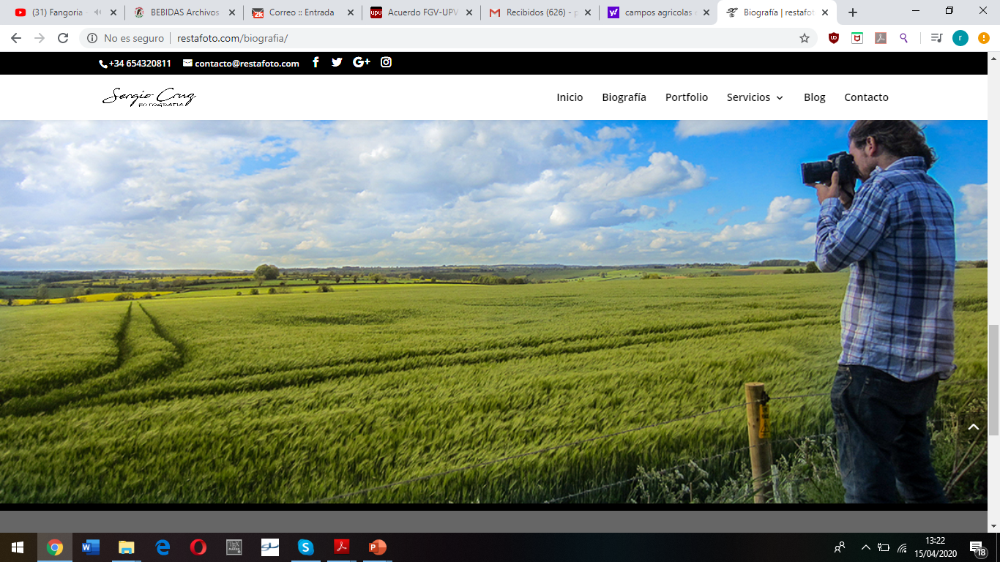 (31) Fangoria
BEBIDAS Archivos
Correo :: Entrada
Acuerdo FGV-UPV
Recibidos (626) - p
campos agricolas
Biografía | restafot
No es seguro | restafoto.com/biografia/
+34 654320811 contacto@restafoto.com
Sergio Cruz
FOTOGRAFIA
Inicio Biografía Portfolio Servicios Blog Contacto
13:22
15/04/2020
18